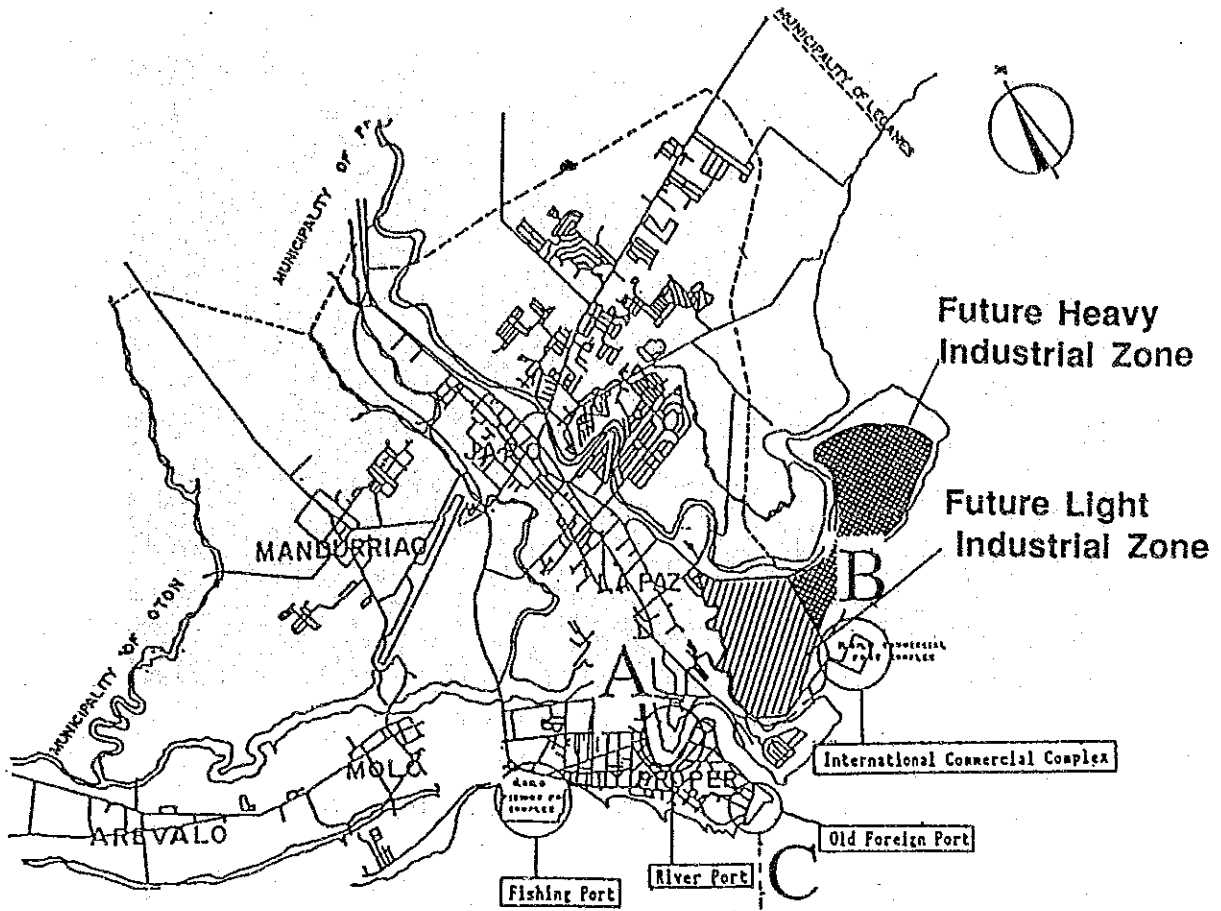 MUNICIPALITY OF LEGANES
MUNICIPALITY OF
Future Heavy
Industrial Zone
JARO
Future Light
Industrial Zone
MANDURRIAO
LA PAZ
B
MUNICIPALITY OF OTON
A
International Commercial Complex
MOLO
CITY PROPER
AREVALO
Old Foreign Port
C
River Port
Fishing Port